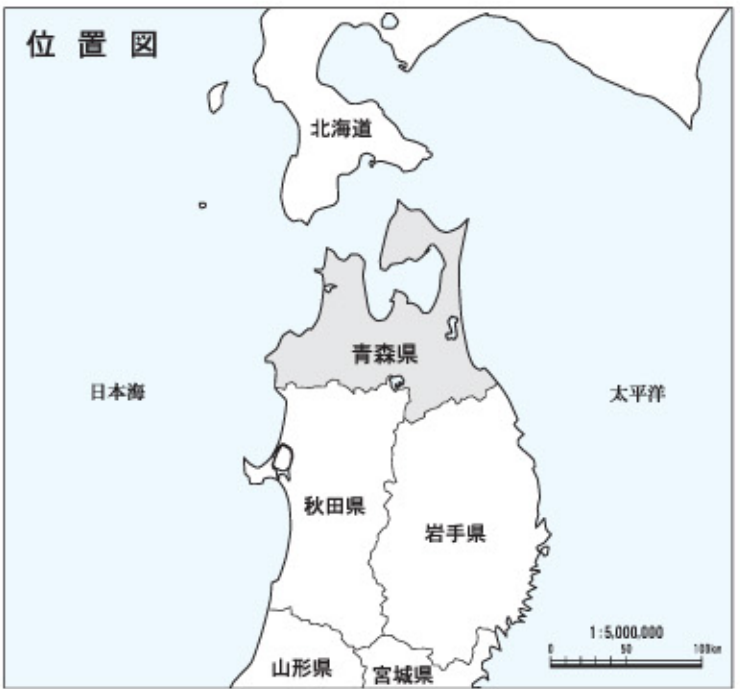 位置図
北海道
青森県
日本海
太平洋
秋田県
岩手県
1:5,000,000
0 50 100km
山形県
宮城県